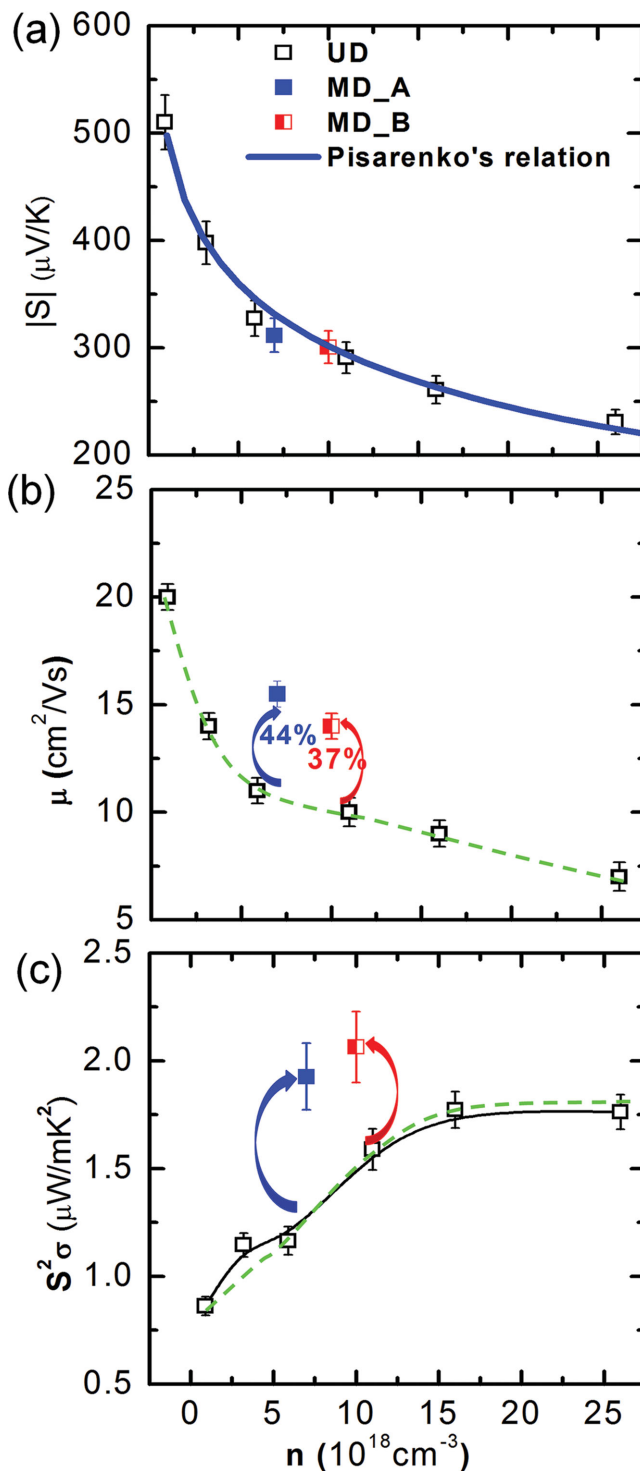 (a)
600
500
400
300
200
|S| (μV/K)
UD
MD_A
MD_B
Pisarenko's relation
(b)
25
20
15
10
5
μ (cm²/Vs)
44%
37%
(c)
2.5
2.0
1.5
1.0
0.5
S²σ (μW/mK²)
0 5 10 15 20 25
n (10¹⁸cm⁻³)